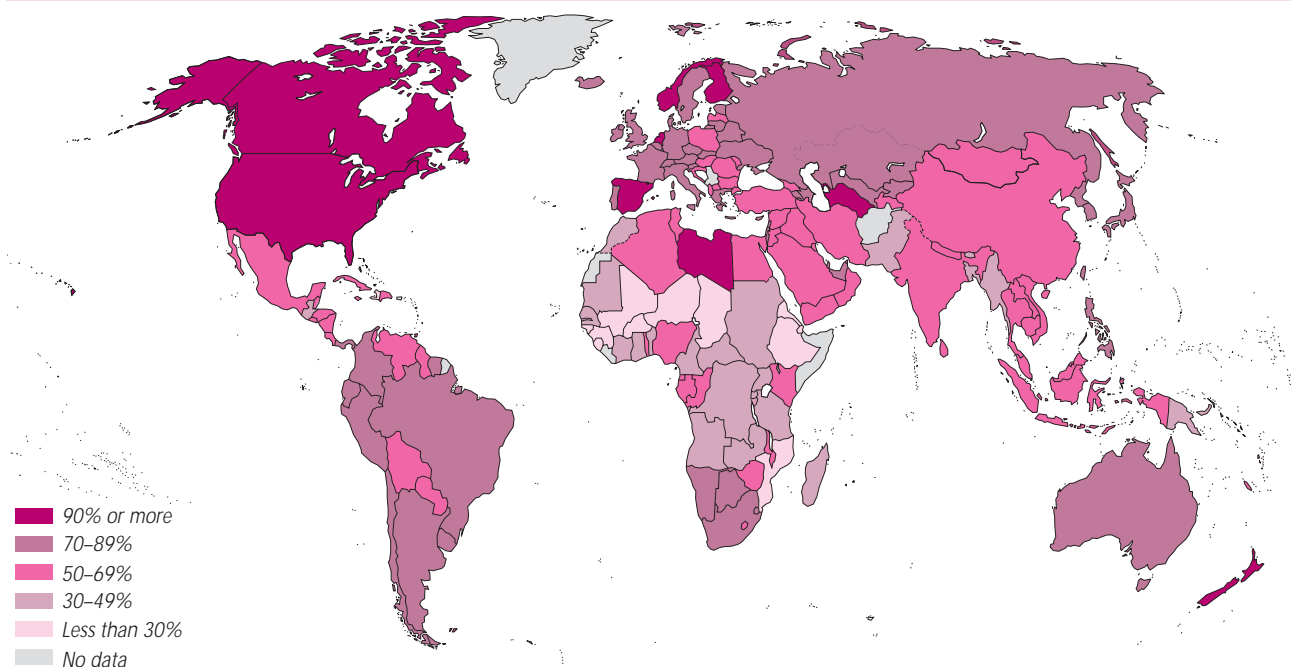 90% or more
70–89%
50–69%
30–49%
Less than 30%
No data